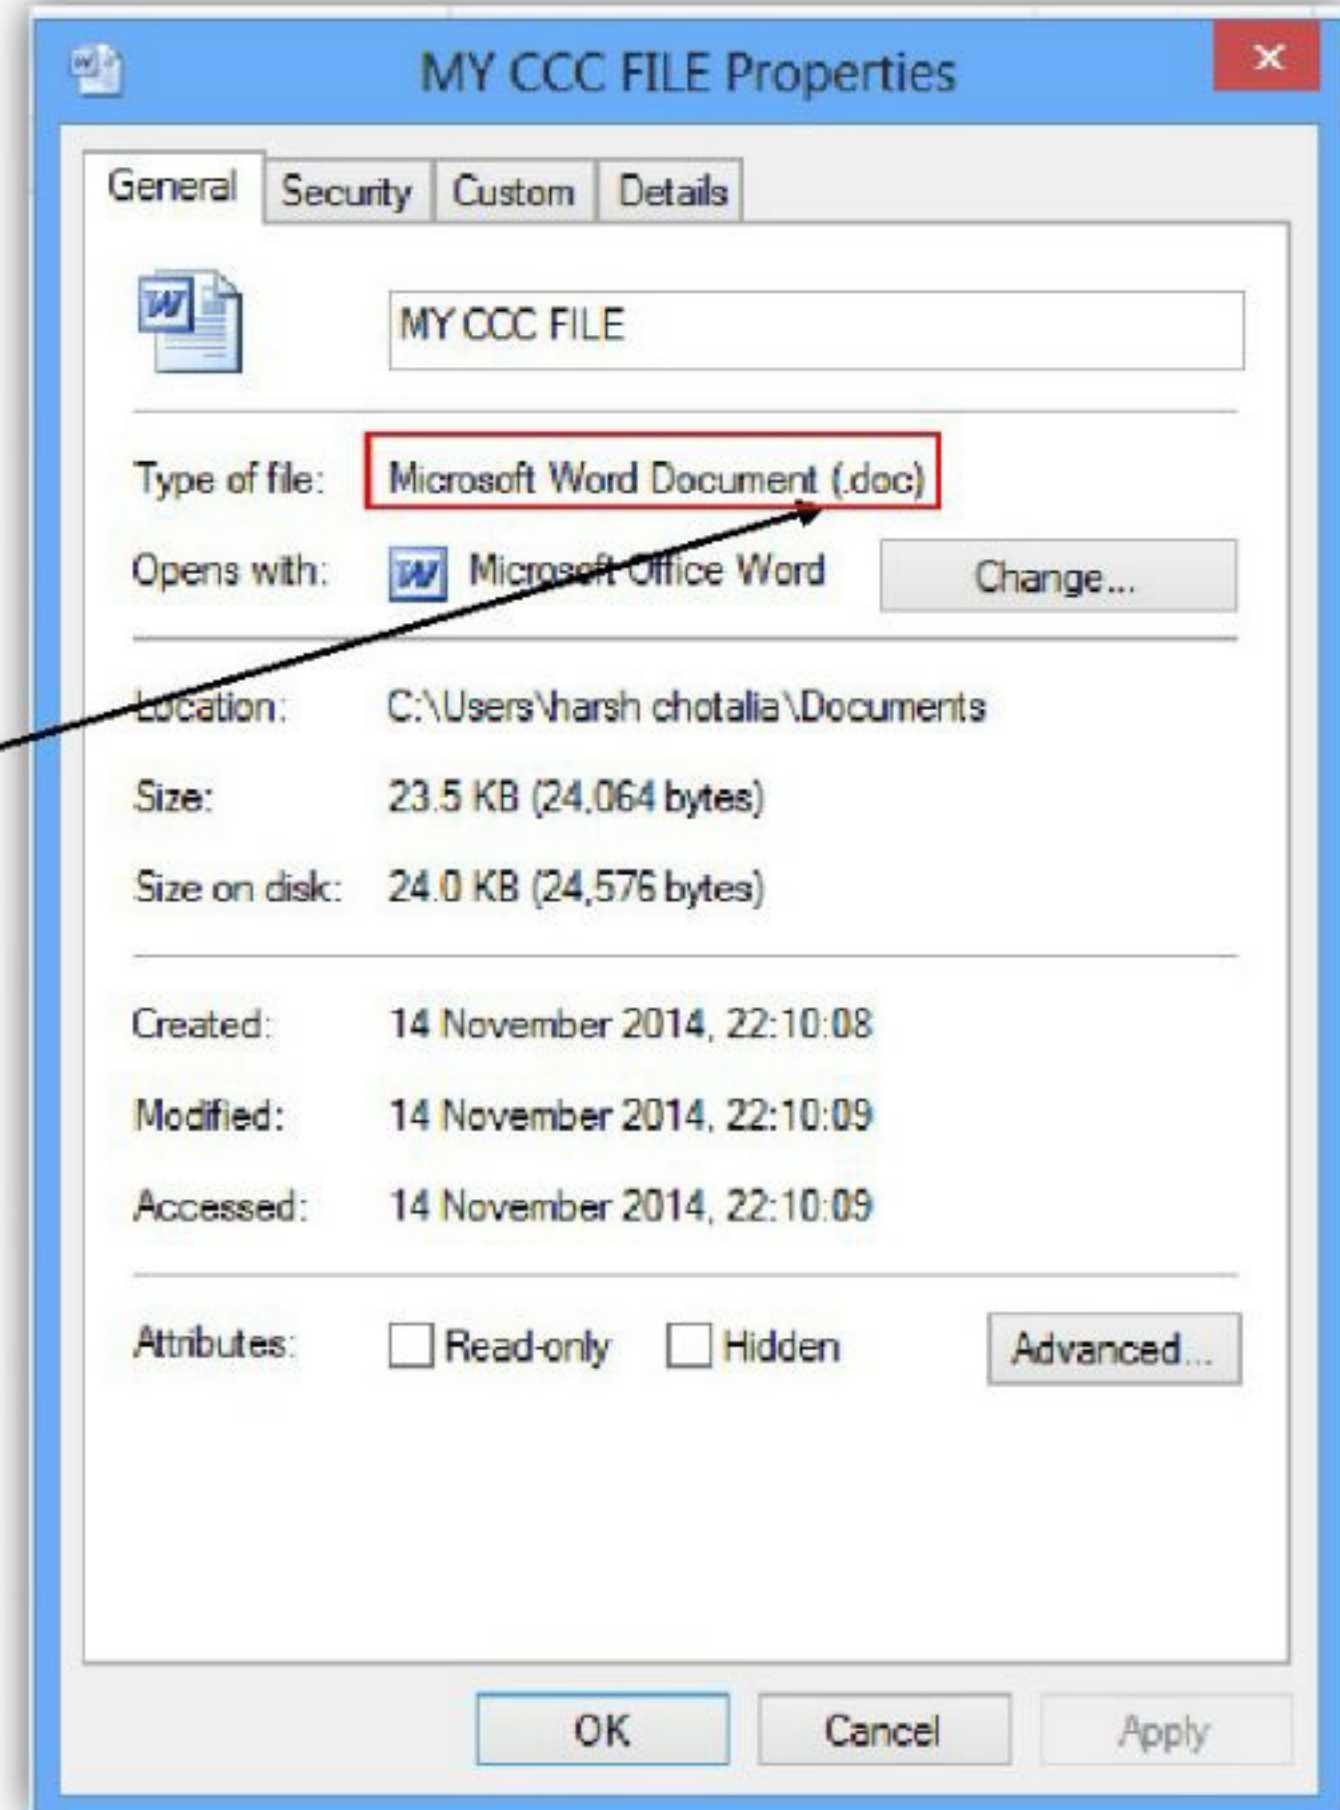 MY CCC FILE Properties
General Security Custom Details
MY CCC FILE
Type of file: Microsoft Word Document (.doc)
Opens with: Microsoft Office Word Change...
Location: C:\Users\harsh chotalia\Documents
Size: 23.5 KB (24,064 bytes)
Size on disk: 24.0 KB (24,576 bytes)
Created: 14 November 2014, 22:10:08
Modified: 14 November 2014, 22:10:09
Accessed: 14 November 2014, 22:10:09
Attributes: Read-only Hidden Advanced...
OK Cancel Apply